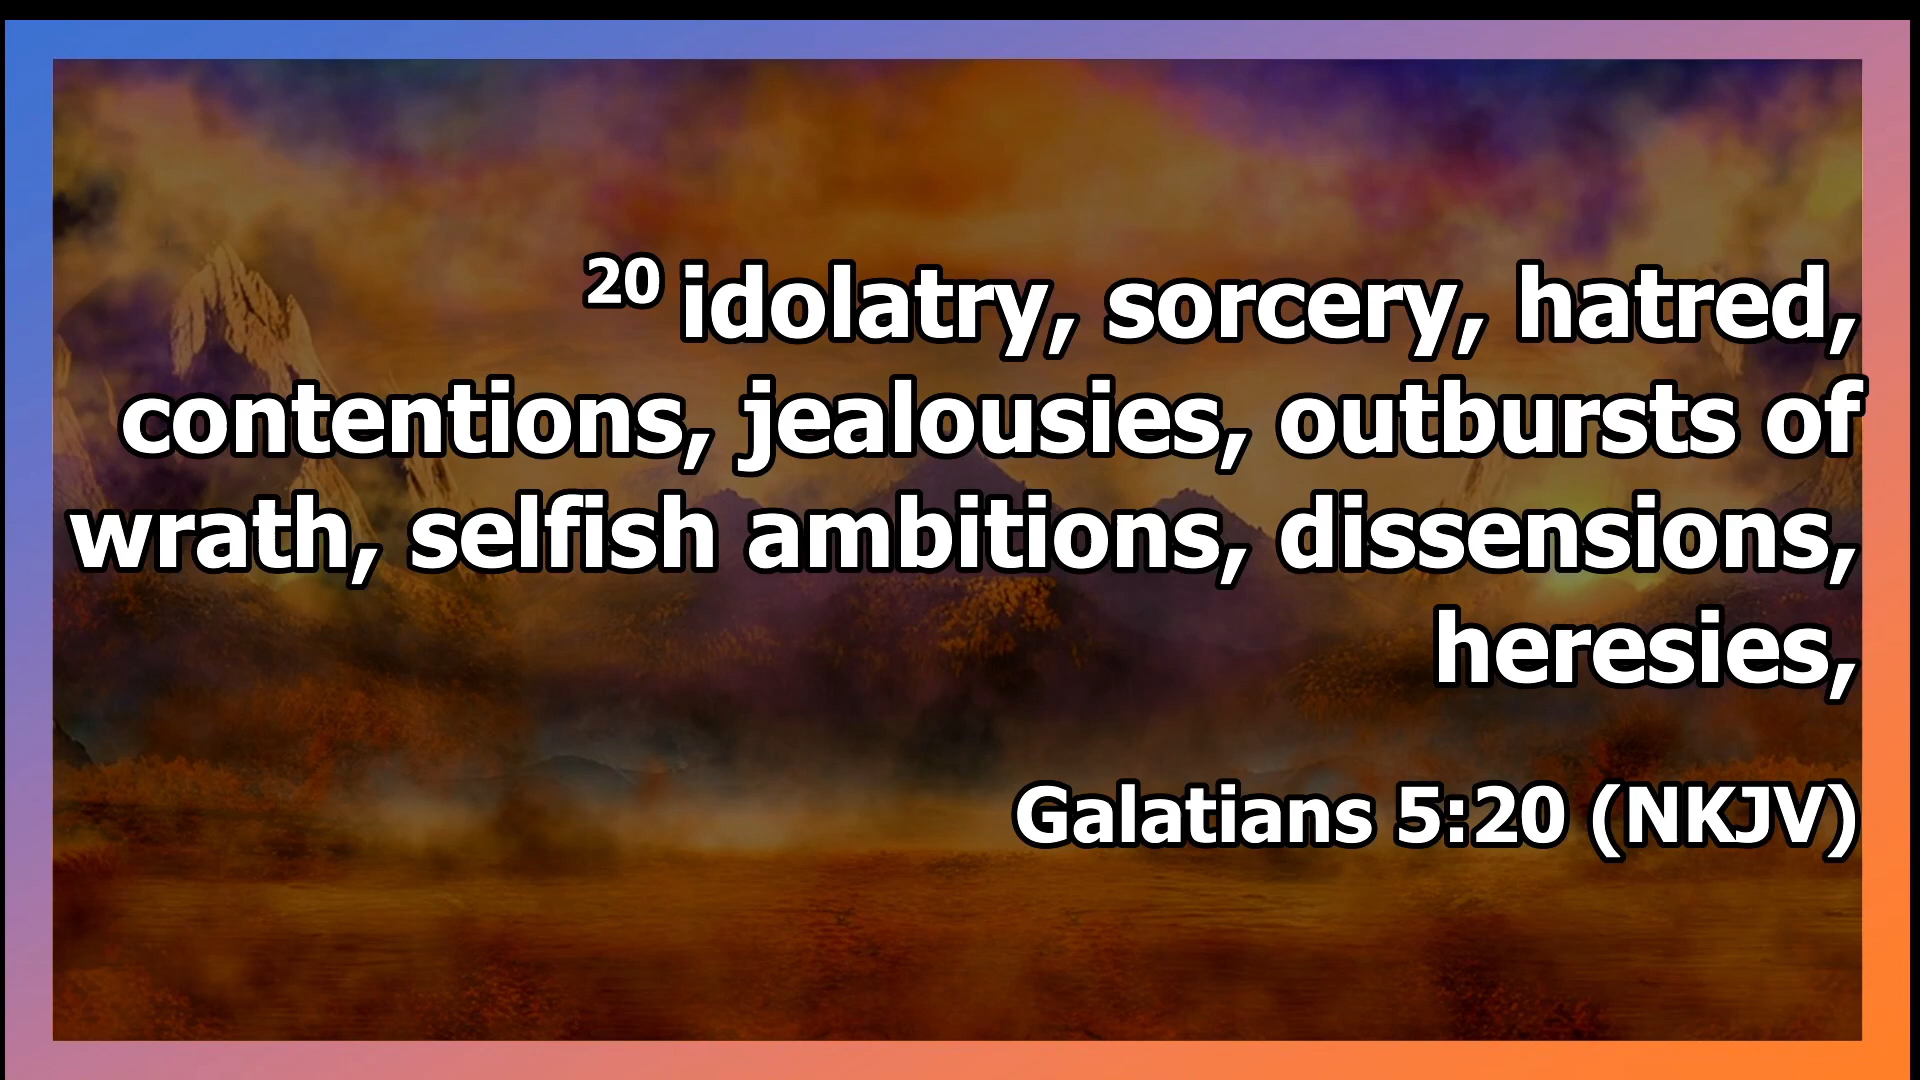 20 idolatry, sorcery, hatred,
contentions, jealousies, outbursts of
wrath, selfish ambitions, dissensions,
heresies,
Galatians 5:20 (NKJV)